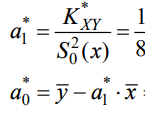 a₁* = K*XY / S₀²(x) = 1 / 8
a₀* = y̅ − a₁* · x̅ =